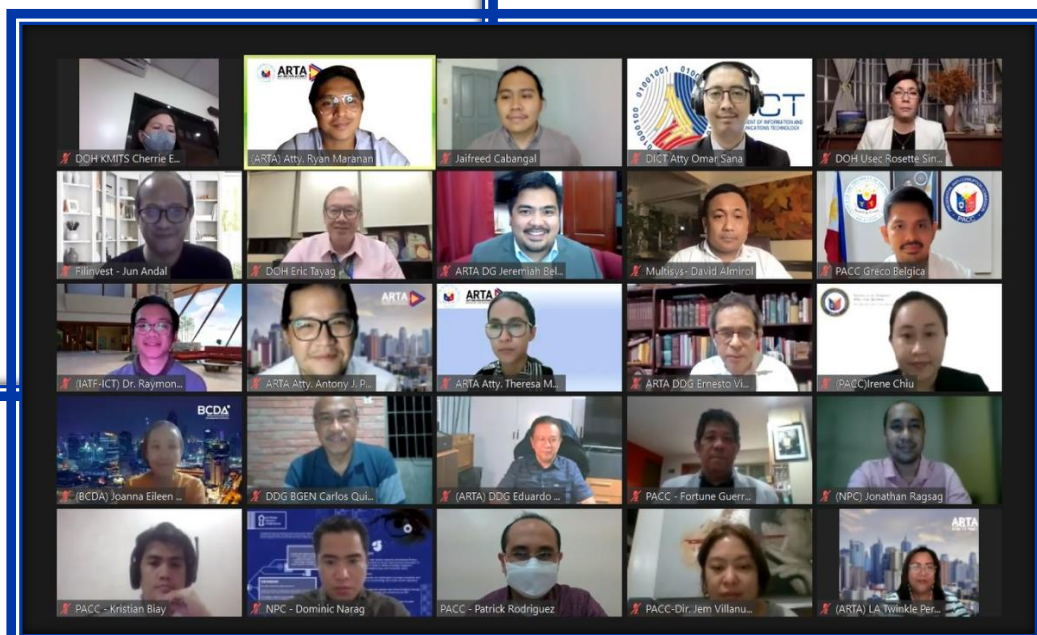 DOH KMITS Cherrie E...
ARTA
(ARTA) Atty. Ryan Maranan
Jaifreed Cabangal
DICT Atty Omar Sana
DOH Usec Rosette Sin...
Filinvest - Jun Andal
DOH Eric Tayag
ARTA DG Jeremiah Bel...
Multisys- David Almirol
PACC
PACC Greco Belgica
(IATF-ICT) Dr. Raymon...
ARTA
ARTA Atty. Antony J. P...
ARTA
ARTA Atty. Theresa M...
ARTA DDG Ernesto Vi...
(PACC)Irene Chiu
BCDA
(BCDA) Joanna Eileen ...
DDG BGEN Carlos Qui...
(ARTA) DDG Eduardo ...
PACC - Fortune Guerr...
(NPC) Jonathan Ragsag
PACC - Kristian Biay
NPC - Dominic Narag
PACC - Patrick Rodriguez
PACC-Dir. Jem Villanu...
ARTA
(ARTA) LA Twinkle Per...